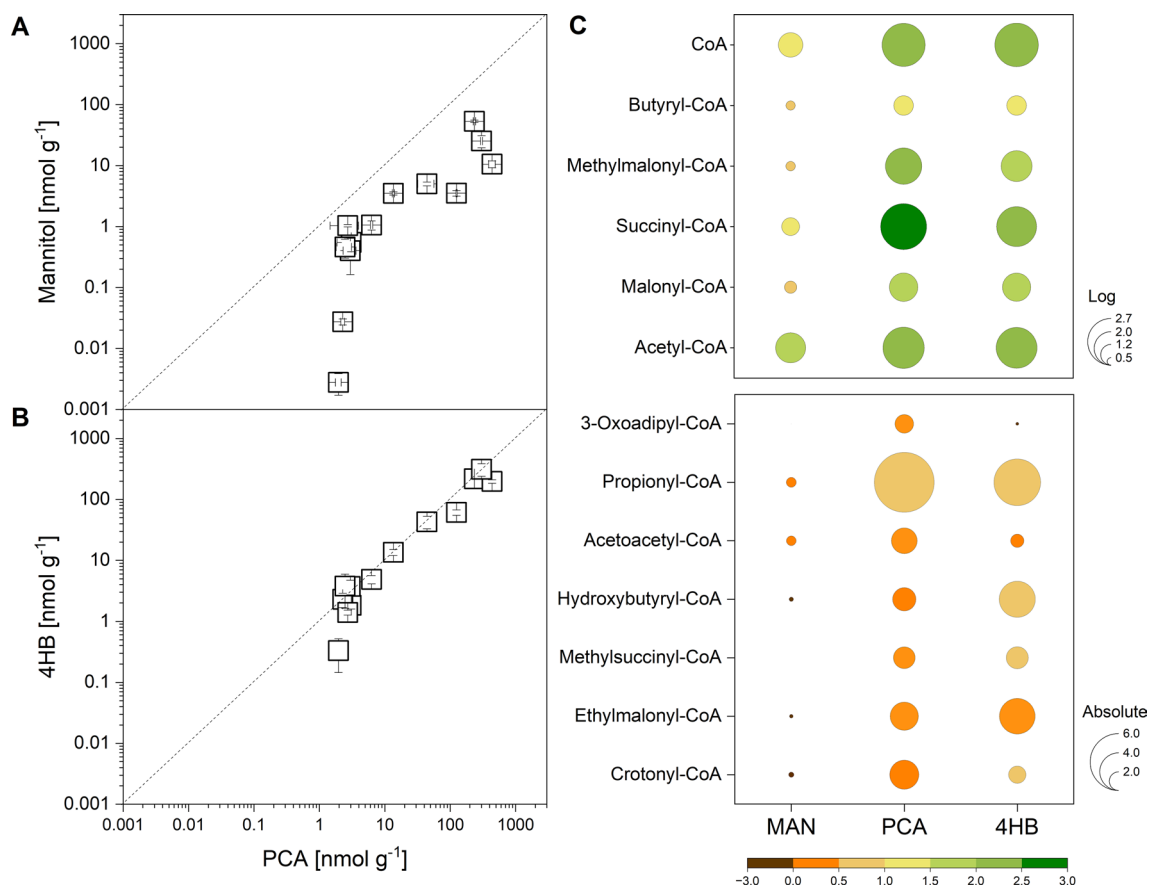 A
1000
100
10
1
0.1
0.01
0.001
Mannitol [nmol g⁻¹]
B
1000
100
10
1
0.1
0.01
0.001
4HB [nmol g⁻¹]
0.001 0.01 0.1 1 10 100 1000
PCA [nmol g⁻¹]
C
CoA
Butyryl-CoA
Methylmalonyl-CoA
Succinyl-CoA
Malonyl-CoA
Acetyl-CoA
Log
2.7
2.0
1.2
0.5
3-Oxoadipyl-CoA
Propionyl-CoA
Acetoacetyl-CoA
Hydroxybutyryl-CoA
Methylsuccinyl-CoA
Ethylmalonyl-CoA
Crotonyl-CoA
Absolute
6.0
4.0
2.0
MAN PCA 4HB
−3.0 0.0 0.5 1.0 1.5 2.0 2.5 3.0